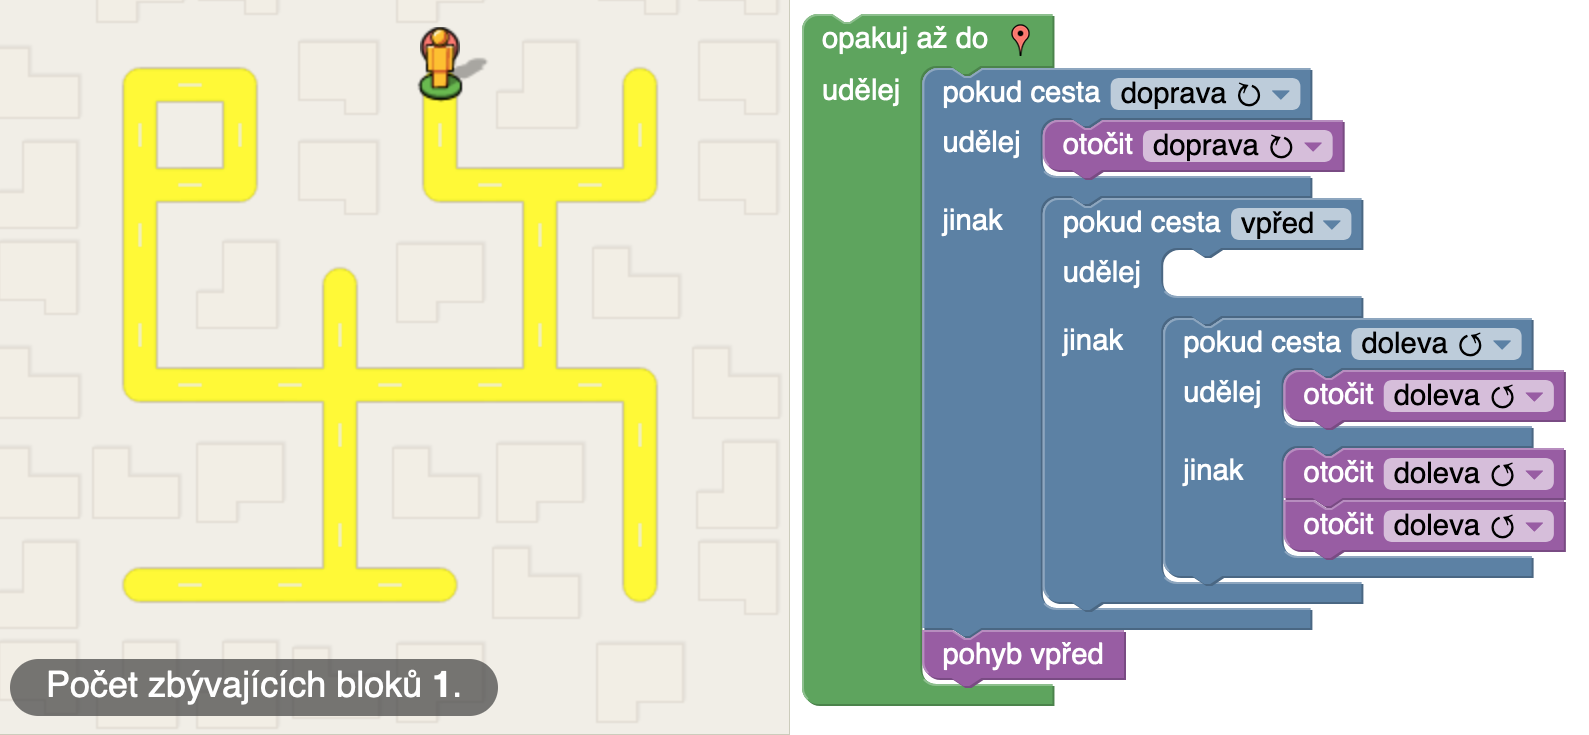 opakuj až do
udělej
pokud cesta doprava
udělej
otočit doprava
jinak
pokud cesta vpřed
udělej
jinak
pokud cesta doleva
udělej
otočit doleva
jinak
otočit doleva
otočit doleva
pohyb vpřed
Počet zbývajících bloků 1.